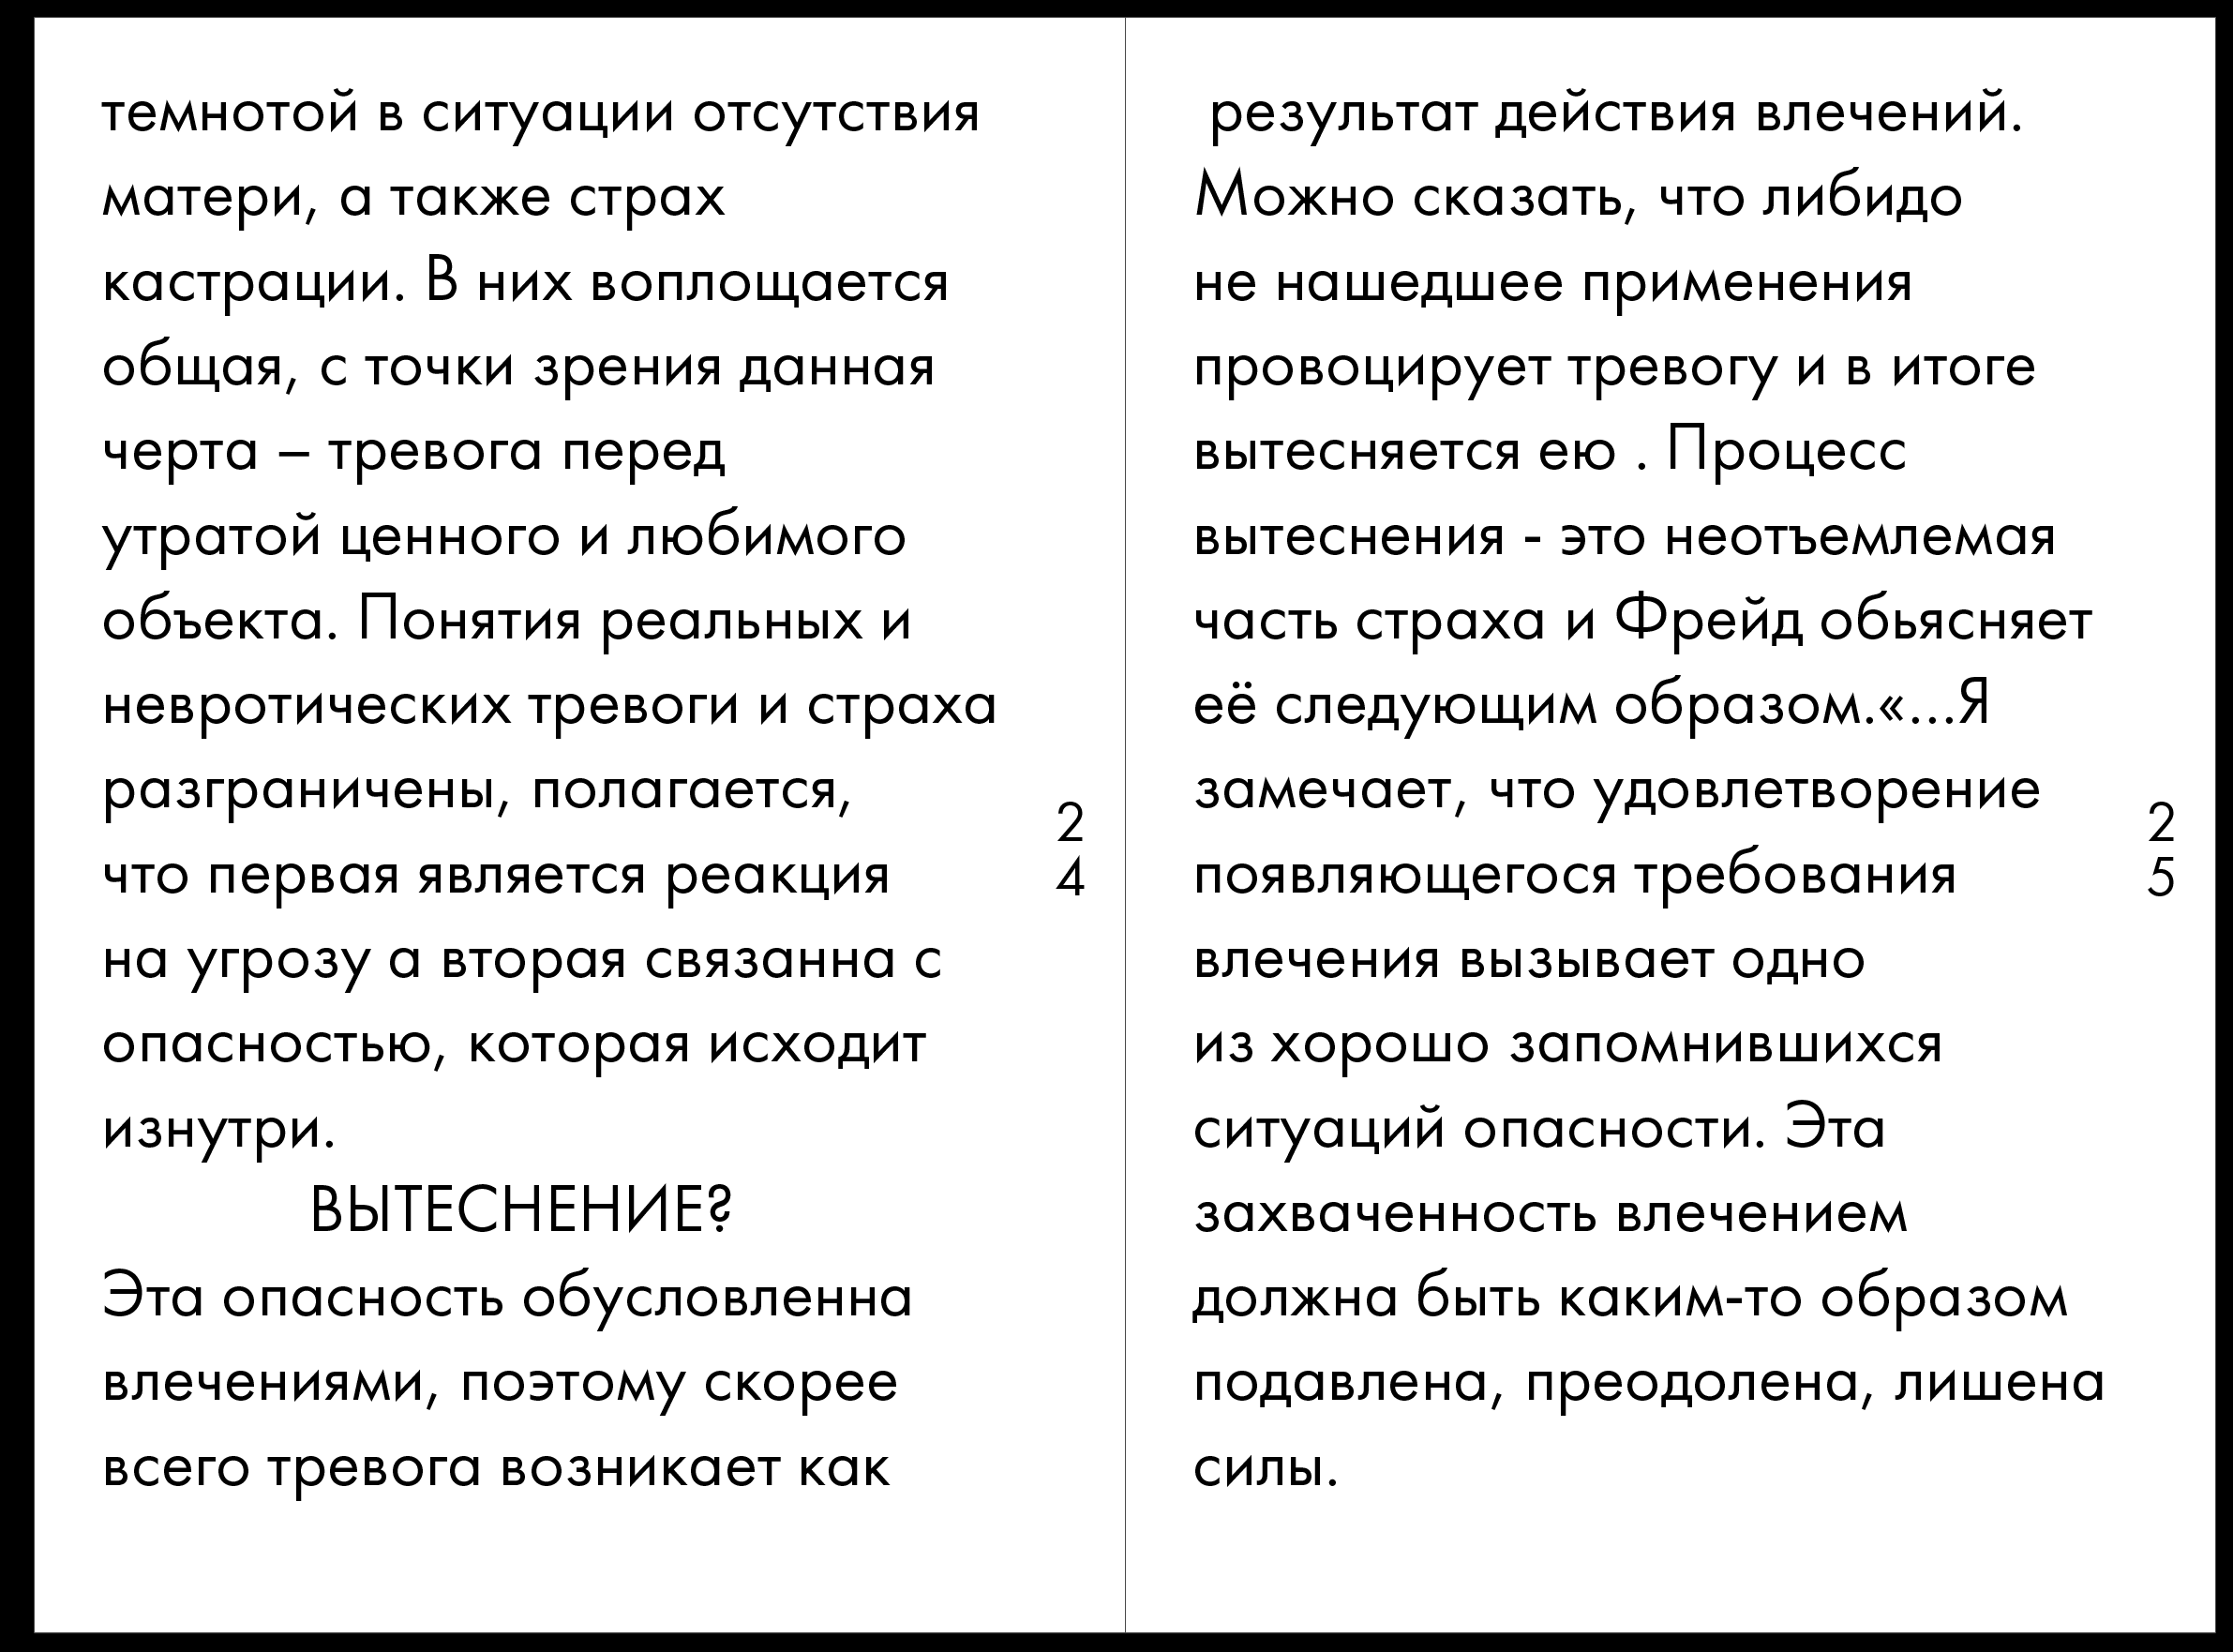 темнотой в ситуации отсутствия
матери, а также страх
кастрации. В них воплощается
общая, с точки зрения данная
черта – тревога перед
утратой ценного и любимого
объекта. Понятия реальных и
невротических тревоги и страха
разграничены, полагается,
что первая является реакция
на угрозу а вторая связанна с
опасностью, которая исходит
изнутри.
ВЫТЕСНЕНИЕ?
Эта опасность обусловленна
влечениями, поэтому скорее
всего тревога возникает как
2
4
результат действия влечений.
Можно сказать, что либидо
не нашедшее применения
провоцирует тревогу и в итоге
вытесняется ею . Процесс
вытеснения - это неотъемлемая
часть страха и Фрейд обьясняет
её следующим образом.«...Я
замечает, что удовлетворение
появляющегося требования
влечения вызывает одно
из хорошо запомнившихся
ситуаций опасности. Эта
захваченность влечением
должна быть каким-то образом
подавлена, преодолена, лишена
силы.
2
5